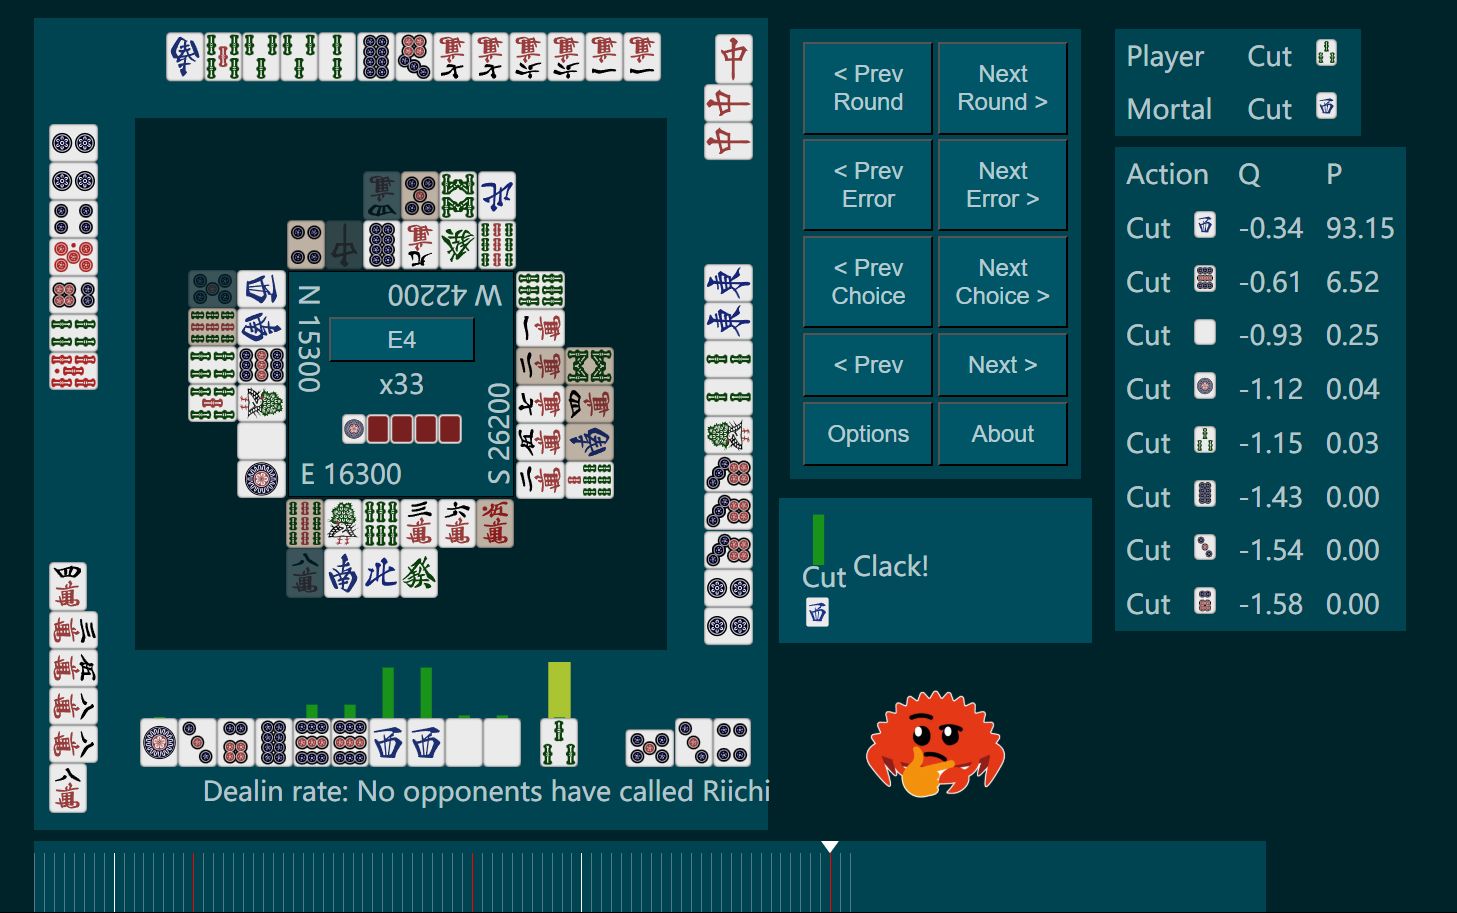 < Prev
Round
Next
Round >
< Prev
Error
Next
Error >
< Prev
Choice
Next
Choice >
< Prev
Next >
Options
About
Player Cut
Mortal Cut
Action Q P
Cut -0.34 93.15
Cut -0.61 6.52
Cut -0.93 0.25
Cut -1.12 0.04
Cut -1.15 0.03
Cut -1.43 0.00
Cut -1.54 0.00
Cut -1.58 0.00
W 42200
N 15300
E4
x33
S 26200
E 16300
Cut
Clack!
Dealin rate: No opponents have called Riichi